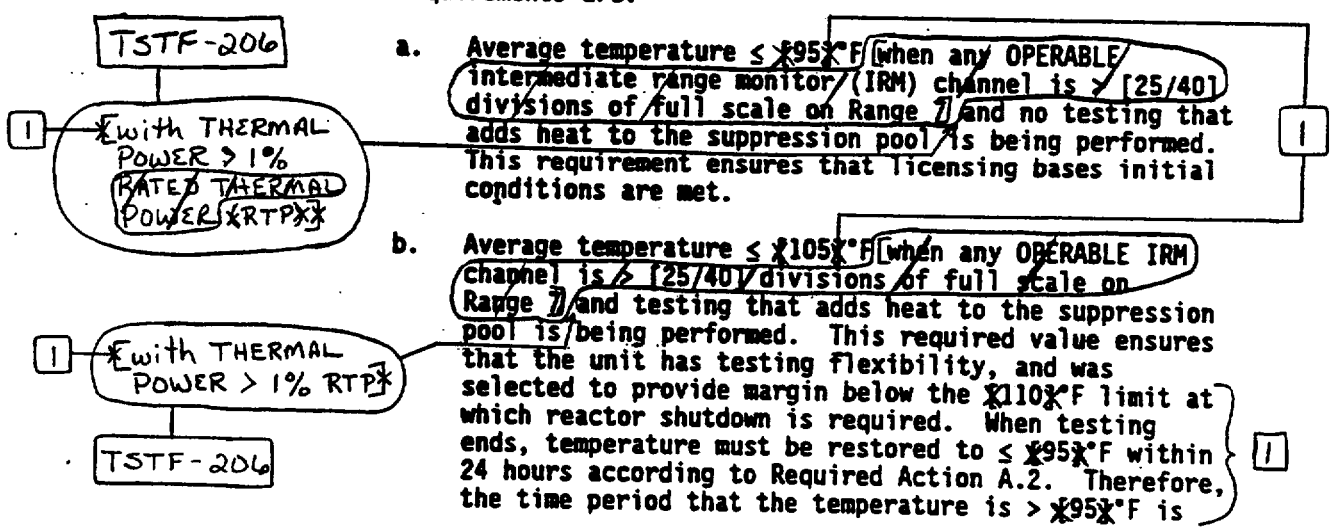 quirements are:
TSTF-206
1
[with THERMAL
POWER > 1%
RATED THERMAL
POWER [RTP]]
a. Average temperature ≤ [95]°F [when any OPERABLE
intermediate range monitor (IRM) channel is > [25/40]
divisions of full scale on Range 7] and no testing that
adds heat to the suppression pool is being performed.
This requirement ensures that licensing bases initial
conditions are met.
1
b. Average temperature ≤ [105]°F [when any OPERABLE IRM
channel is > [25/40] divisions of full scale on
Range 7] and testing that adds heat to the suppression
pool is being performed. This required value ensures
that the unit has testing flexibility, and was
selected to provide margin below the [110]°F limit at
which reactor shutdown is required. When testing
ends, temperature must be restored to ≤ [95]°F within
24 hours according to Required Action A.2. Therefore,
the time period that the temperature is > [95]°F is
1
1
[with THERMAL
POWER > 1% RTP]
TSTF-206